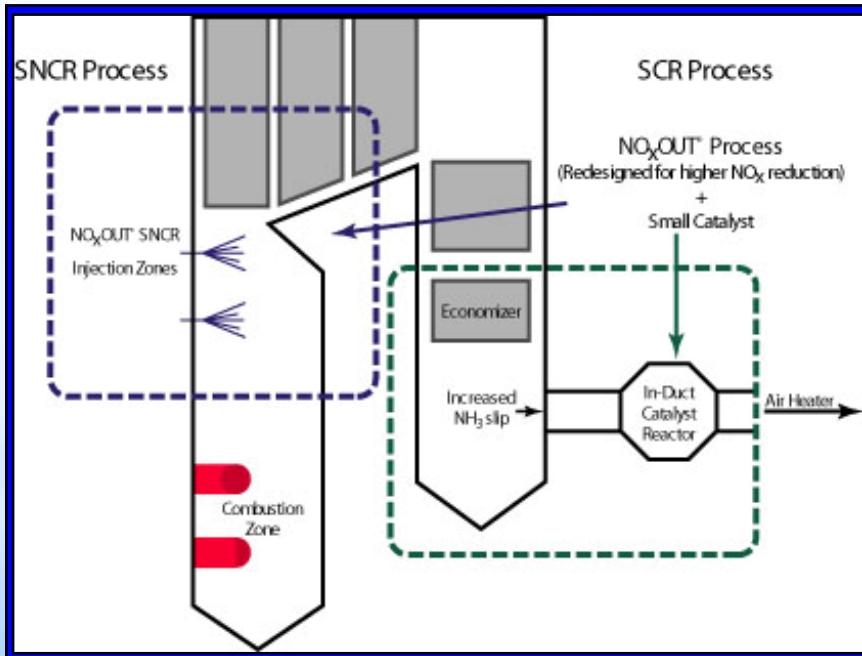 SNCR Process
SCR Process
NOXOUT® Process
(Redesigned for higher NOX reduction)
+
Small Catalyst
NOXOUT® SNCR
Injection Zones
Economizer
Increased
NH3 slip
In-Duct
Catalyst
Reactor
Air Heater
Combustion
Zone